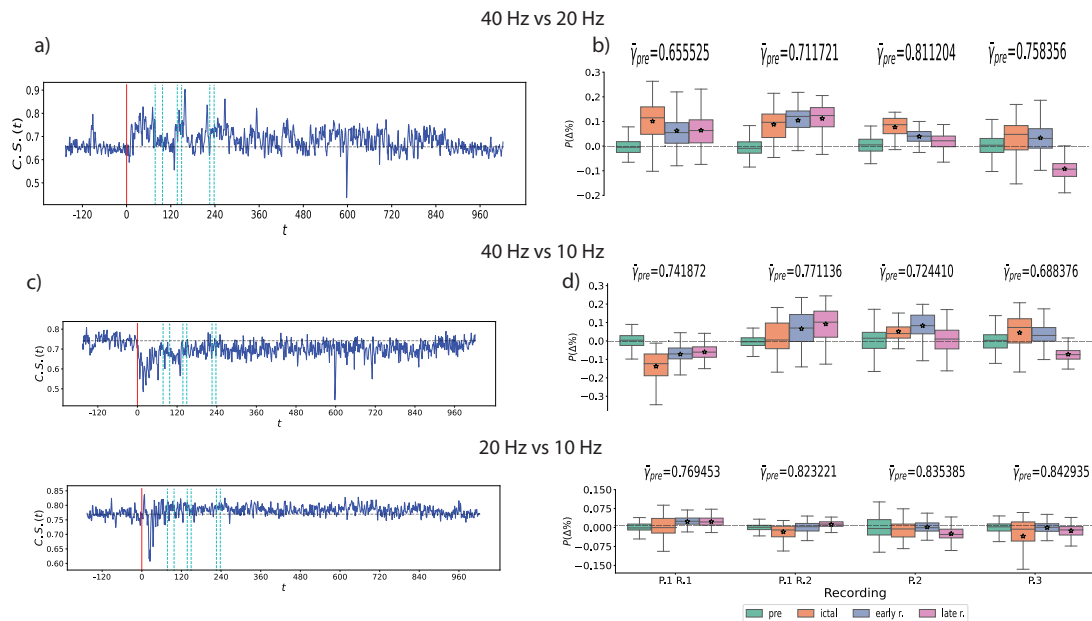 40 Hz vs 20 Hz
a)
b)
γ̄pre=0.655525
γ̄pre=0.711721
γ̄pre=0.811204
γ̄pre=0.758356
C.S.(t)
0.9
0.8
0.7
0.6
0.5
-120 0 120 240 360 480 600 720 840 960
t
P(Δ%)
0.3
0.2
0.1
0.0
−0.1
−0.2
40 Hz vs 10 Hz
c)
d)
γ̄pre=0.741872
γ̄pre=0.771136
γ̄pre=0.724410
γ̄pre=0.688376
C.S.(t)
0.8
0.7
0.6
0.5
-120 0 120 240 360 480 600 720 840 960
t
P(Δ%)
0.3
0.2
0.1
0.0
−0.1
−0.2
−0.3
20 Hz vs 10 Hz
γ̄pre=0.769453
γ̄pre=0.823221
γ̄pre=0.835385
γ̄pre=0.842935
C.S.(t)
0.85
0.80
0.75
0.70
0.65
0.60
-120 0 120 240 360 480 600 720 840 960
t
P(Δ%)
0.150
0.075
0.000
−0.075
−0.150
P.1 R.1 P.1 R.2 P.2 P.3
Recording
pre ictal early r. late r.